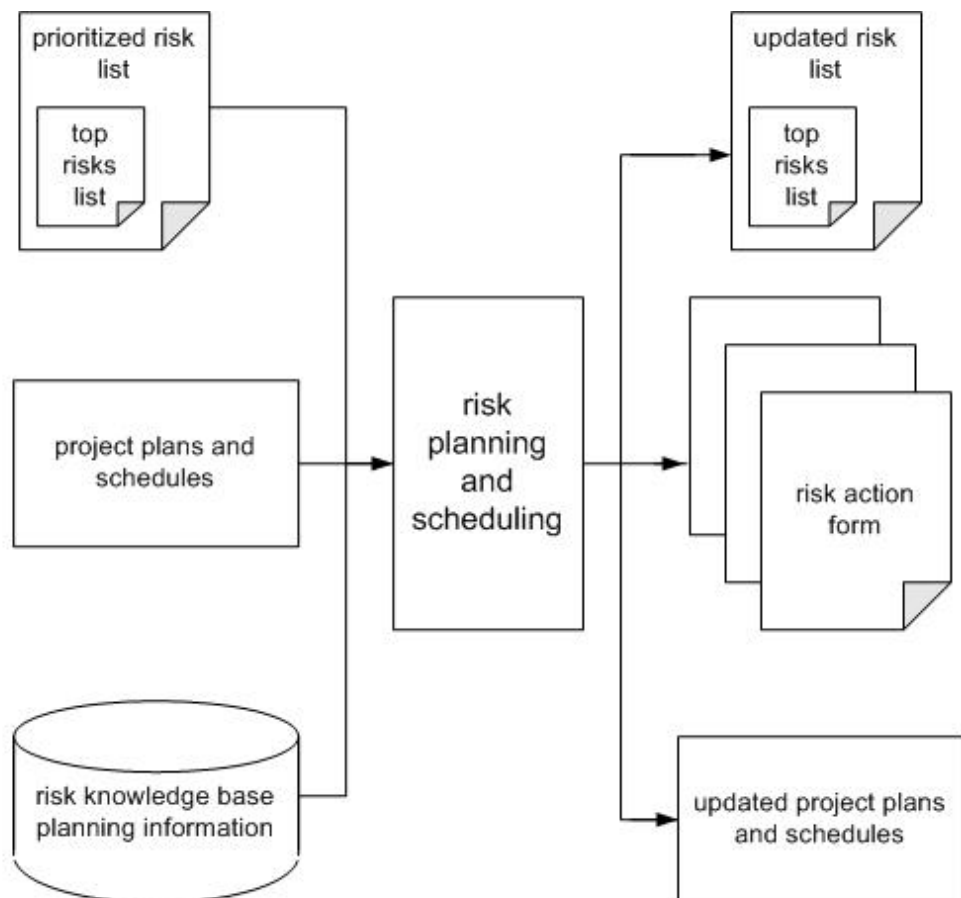 prioritized risk
list
top
risks
list
project plans and
schedules
risk knowledge base
planning information
risk
planning
and
scheduling
updated risk
list
top
risks
list
risk action
form
updated project plans
and schedules